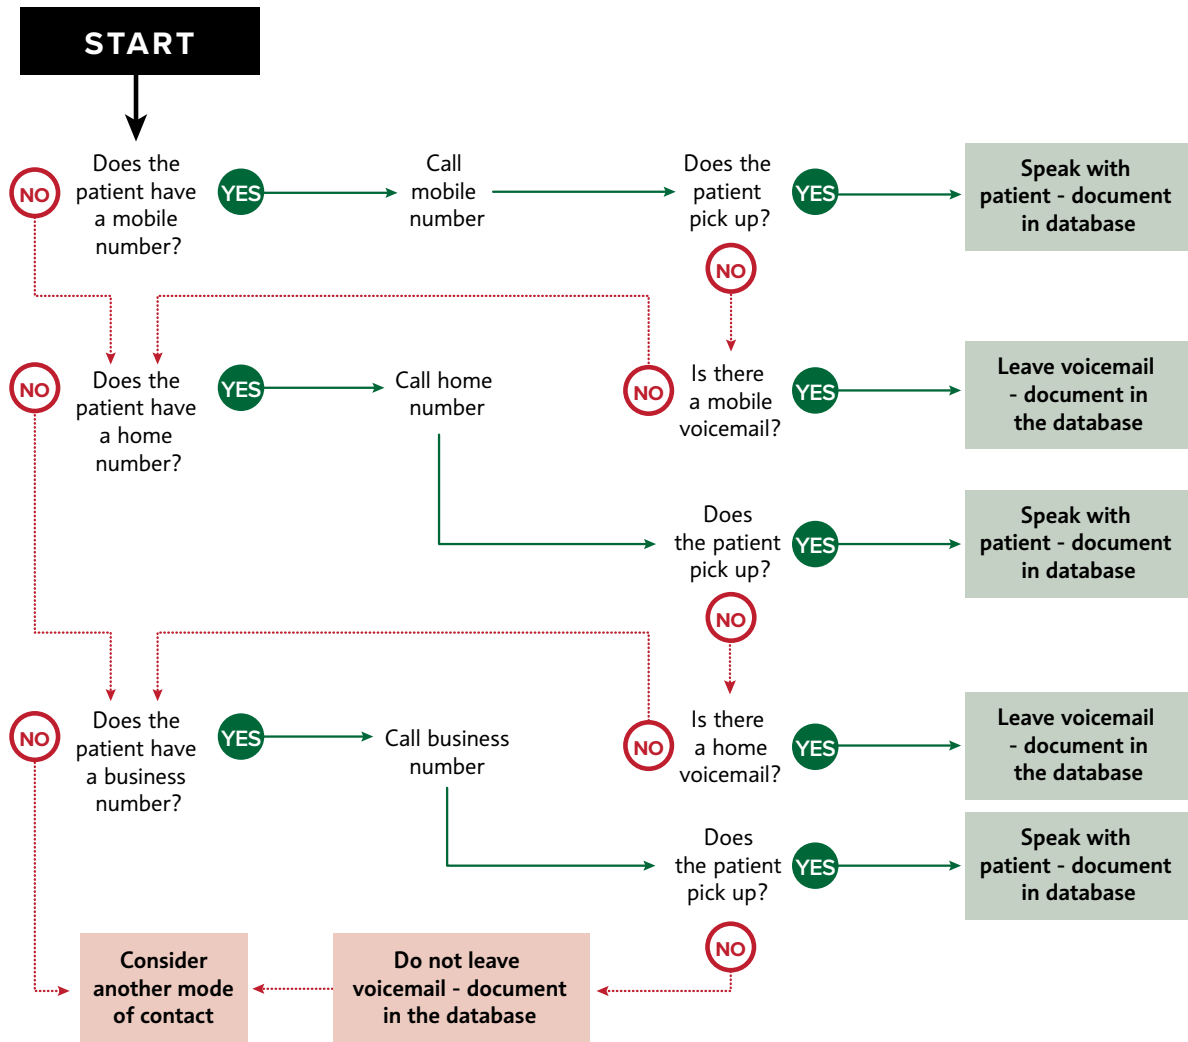 START
NO
Does the
patient have
a mobile
number?
YES
Call
mobile
number
Does the
patient
pick up?
YES
Speak with
patient - document
in database
NO
NO
Does the
patient have
a home
number?
YES
Call home
number
NO
Is there
a mobile
voicemail?
YES
Leave voicemail
- document in
the database
Does
the patient
pick up?
YES
Speak with
patient - document
in database
NO
NO
Does the
patient have
a business
number?
YES
Call business
number
NO
Is there
a home
voicemail?
YES
Leave voicemail
- document in
the database
Does
the patient
pick up?
YES
Speak with
patient - document
in database
NO
Consider
another mode
of contact
Do not leave
voicemail - document
in the database